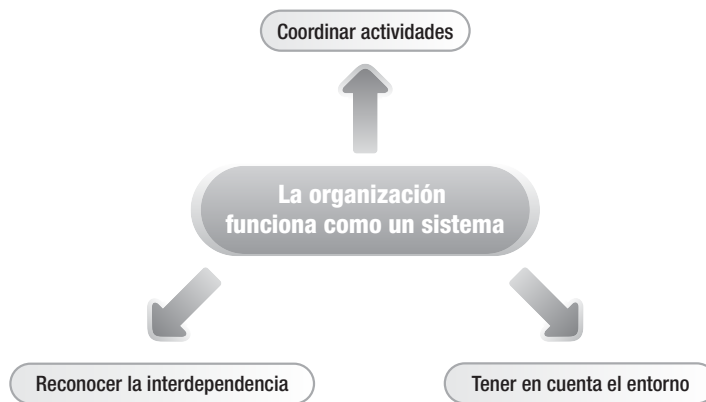 Coordinar actividades
La organización
funciona como un sistema
Reconocer la interdependencia
Tener en cuenta el entorno